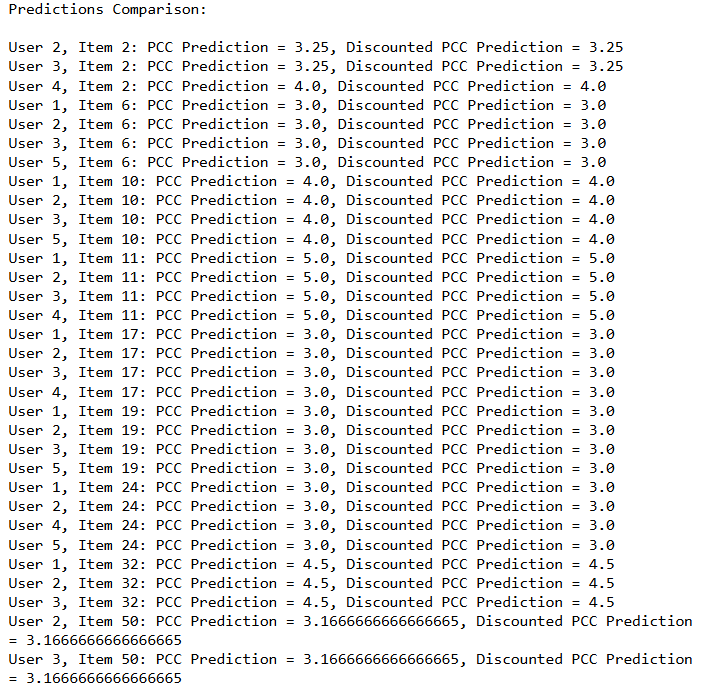 Predictions Comparison:
User 2, Item 2: PCC Prediction = 3.25, Discounted PCC Prediction = 3.25
User 3, Item 2: PCC Prediction = 3.25, Discounted PCC Prediction = 3.25
User 4, Item 2: PCC Prediction = 4.0, Discounted PCC Prediction = 4.0
User 1, Item 6: PCC Prediction = 3.0, Discounted PCC Prediction = 3.0
User 2, Item 6: PCC Prediction = 3.0, Discounted PCC Prediction = 3.0
User 3, Item 6: PCC Prediction = 3.0, Discounted PCC Prediction = 3.0
User 5, Item 6: PCC Prediction = 3.0, Discounted PCC Prediction = 3.0
User 1, Item 10: PCC Prediction = 4.0, Discounted PCC Prediction = 4.0
User 2, Item 10: PCC Prediction = 4.0, Discounted PCC Prediction = 4.0
User 3, Item 10: PCC Prediction = 4.0, Discounted PCC Prediction = 4.0
User 5, Item 10: PCC Prediction = 4.0, Discounted PCC Prediction = 4.0
User 1, Item 11: PCC Prediction = 5.0, Discounted PCC Prediction = 5.0
User 2, Item 11: PCC Prediction = 5.0, Discounted PCC Prediction = 5.0
User 3, Item 11: PCC Prediction = 5.0, Discounted PCC Prediction = 5.0
User 4, Item 11: PCC Prediction = 5.0, Discounted PCC Prediction = 5.0
User 1, Item 17: PCC Prediction = 3.0, Discounted PCC Prediction = 3.0
User 2, Item 17: PCC Prediction = 3.0, Discounted PCC Prediction = 3.0
User 3, Item 17: PCC Prediction = 3.0, Discounted PCC Prediction = 3.0
User 4, Item 17: PCC Prediction = 3.0, Discounted PCC Prediction = 3.0
User 1, Item 19: PCC Prediction = 3.0, Discounted PCC Prediction = 3.0
User 2, Item 19: PCC Prediction = 3.0, Discounted PCC Prediction = 3.0
User 3, Item 19: PCC Prediction = 3.0, Discounted PCC Prediction = 3.0
User 5, Item 19: PCC Prediction = 3.0, Discounted PCC Prediction = 3.0
User 1, Item 24: PCC Prediction = 3.0, Discounted PCC Prediction = 3.0
User 2, Item 24: PCC Prediction = 3.0, Discounted PCC Prediction = 3.0
User 4, Item 24: PCC Prediction = 3.0, Discounted PCC Prediction = 3.0
User 5, Item 24: PCC Prediction = 3.0, Discounted PCC Prediction = 3.0
User 1, Item 32: PCC Prediction = 4.5, Discounted PCC Prediction = 4.5
User 2, Item 32: PCC Prediction = 4.5, Discounted PCC Prediction = 4.5
User 3, Item 32: PCC Prediction = 4.5, Discounted PCC Prediction = 4.5
User 2, Item 50: PCC Prediction = 3.1666666666666665, Discounted PCC Prediction
= 3.1666666666666665
User 3, Item 50: PCC Prediction = 3.1666666666666665, Discounted PCC Prediction
= 3.1666666666666665